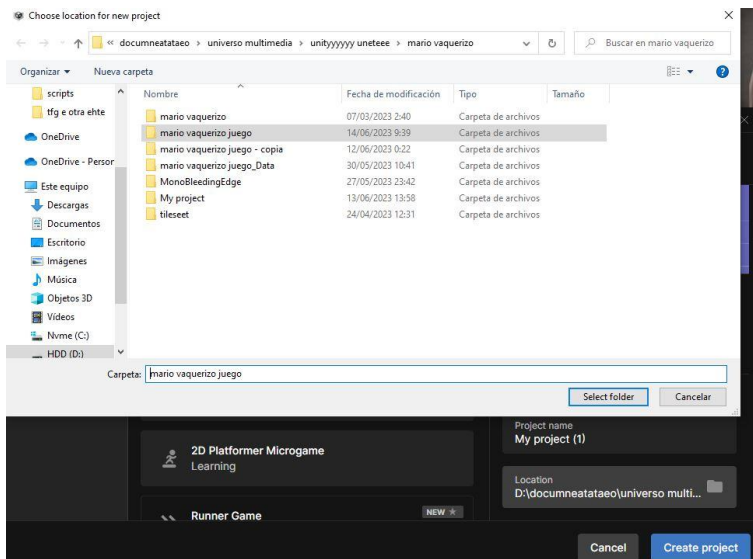 Choose location for new project
« documneatataeo › universo multimedia › unityyyyyy uneteee › mario vaquerizo
Buscar en mario vaquerizo
Organizar
Nueva carpeta
scripts
tfg e otra ehte
OneDrive
OneDrive - Person
Este equipo
Descargas
Documentos
Escritorio
Imágenes
Música
Objetos 3D
Vídeos
Nvme (C:)
HDD (D:)
Nombre Fecha de modificación Tipo Tamaño
mario vaquerizo 07/03/2023 2:40 Carpeta de archivos
mario vaquerizo juego 14/06/2023 9:39 Carpeta de archivos
mario vaquerizo juego - copia 12/06/2023 0:22 Carpeta de archivos
mario vaquerizo juego_Data 30/05/2023 10:41 Carpeta de archivos
MonoBleedingEdge 27/05/2023 23:42 Carpeta de archivos
My project 13/06/2023 13:58 Carpeta de archivos
tileseet 24/04/2023 12:31 Carpeta de archivos
Carpeta: mario vaquerizo juego
Select folder Cancelar
2D Platformer Microgame
Learning
Runner Game
NEW
Project name
My project (1)
Location
D:\documneatataeo\universo multi...
Cancel Create project